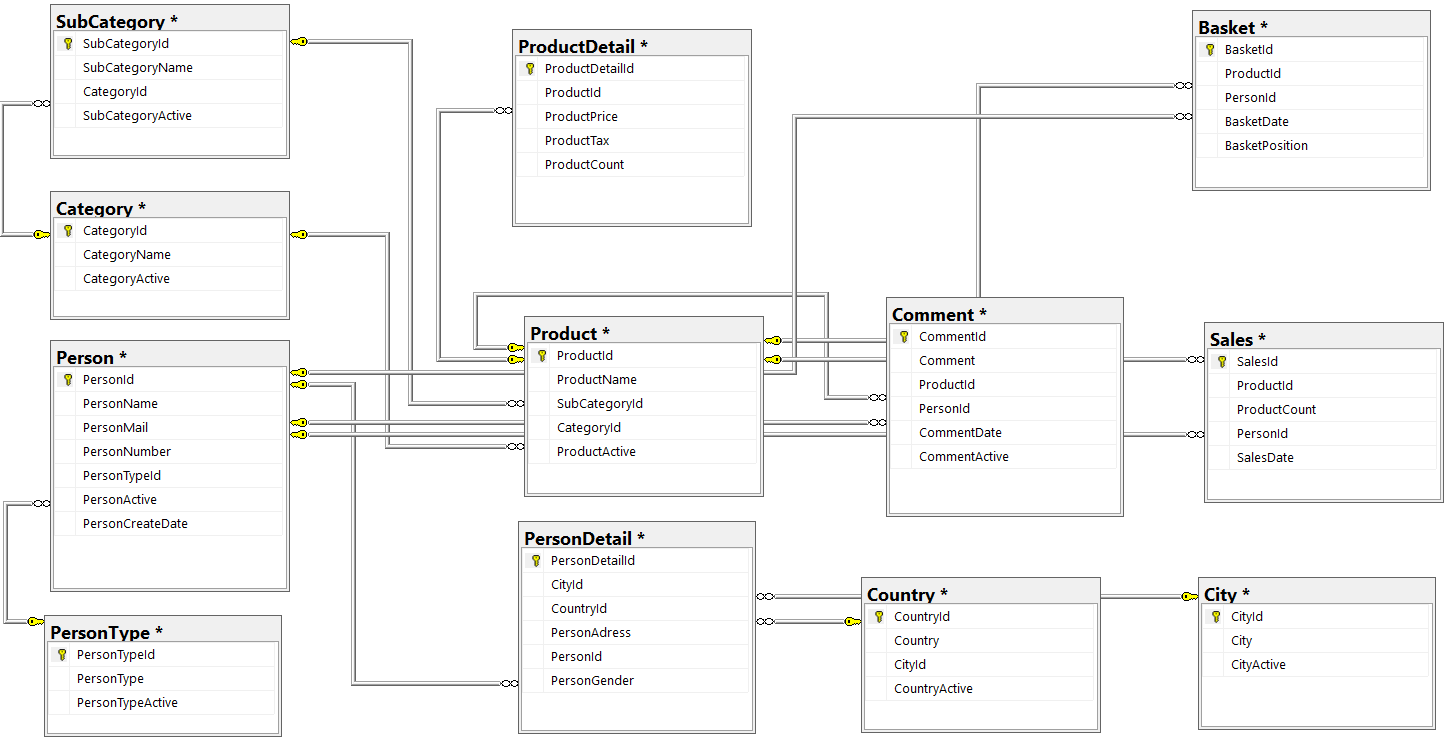 SubCategory *
SubCategoryId
SubCategoryName
CategoryId
SubCategoryActive
ProductDetail *
ProductDetailId
ProductId
ProductPrice
ProductTax
ProductCount
Basket *
BasketId
ProductId
PersonId
BasketDate
BasketPosition
Category *
CategoryId
CategoryName
CategoryActive
Product *
ProductId
ProductName
SubCategoryId
CategoryId
ProductActive
Comment *
CommentId
Comment
ProductId
PersonId
CommentDate
CommentActive
Sales *
SalesId
ProductId
ProductCount
PersonId
SalesDate
Person *
PersonId
PersonName
PersonMail
PersonNumber
PersonTypeId
PersonActive
PersonCreateDate
PersonDetail *
PersonDetailId
CityId
CountryId
PersonAdress
PersonId
PersonGender
Country *
CountryId
Country
CityId
CountryActive
City *
CityId
City
CityActive
PersonType *
PersonTypeId
PersonType
PersonTypeActive